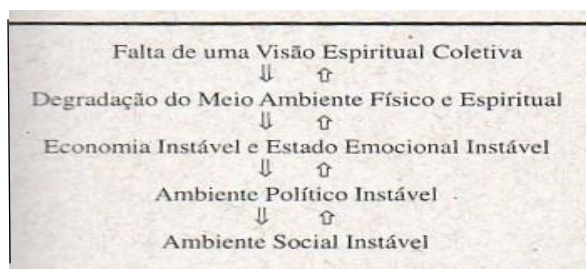 Falta de uma Visão Espiritual Coletiva
⇓ ⇑
Degradação do Meio Ambiente Físico e Espiritual
⇓ ⇑
Economia Instável e Estado Emocional Instável
⇓ ⇑
Ambiente Político Instável
⇓ ⇑
Ambiente Social Instável